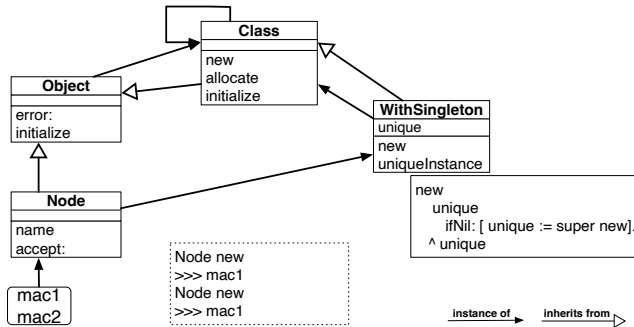 Class
new
allocate
initialize
Object
error:
initialize
WithSingleton
unique
new
uniqueInstance
new
unique
ifNil: [ unique := super new].
^ unique
Node
name
accept:
mac1
mac2
Node new
>>> mac1
Node new
>>> mac1
instance of
inherits from